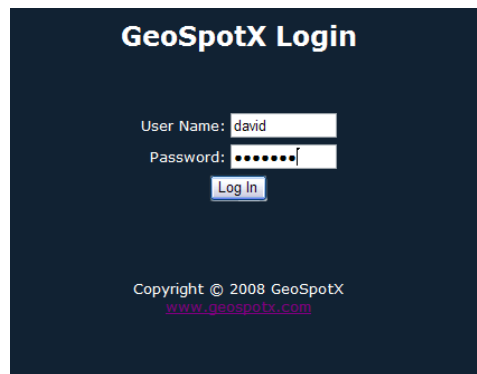 GeoSpotX Login
User Name: david
Password: •••••••
Log In
Copyright © 2008 GeoSpotX
www.geospotx.com